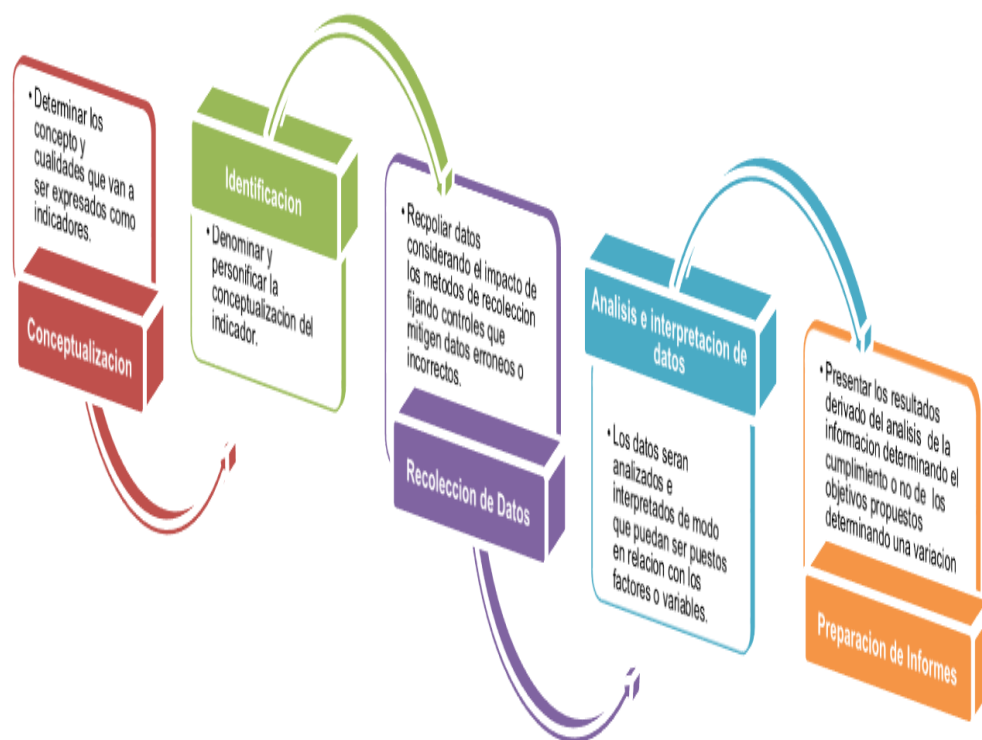 • Determinar los
concepto y
cualidades que van a
ser expresados como
indicadores.
Conceptualizacion
Identificacion
• Denominar y
personificar la
conceptualizacion del
indicador.
• Recpoliar datos
considerando el impacto de
los metodos de recoleccion
fijando controles que
mitigen datos erroneos o
incorrectos.
Recoleccion de Datos
Analisis e interpretacion de
datos
• Los datos seran
analizados e
interpretados de modo
que puedan ser puestos
en relacion con los
factores o variables.
• Presentar los resultados
derivado del analisis de la
informacion determinando el
cumplimiento o no de los
objetivos propuestos
determinando una variacion
Preparacion de Informes